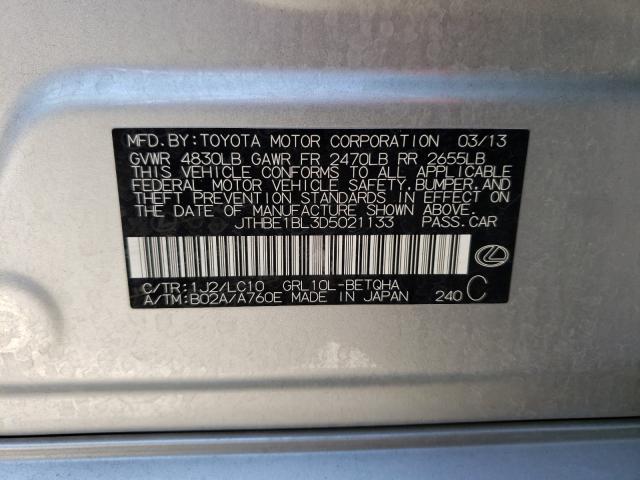 MFD.BY:TOYOTA MOTOR CORPORATION 03/13
GVWR 4830LB GAWR FR 2470LB RR 2655LB
THIS VEHICLE CONFORMS TO ALL APPLICABLE
FEDERAL MOTOR VEHICLE SAFETY,BUMPER,AND
THEFT PREVENTION STANDARDS IN EFFECT ON
THE DATE OF MANUFACTURE SHOWN ABOVE.
JTHBE1BL3D5021133 PASS.CAR
C/TR:1J2/LC10 GRL10L-BETQHA
A/TM:B02A/A760E MADE IN JAPAN 240 C